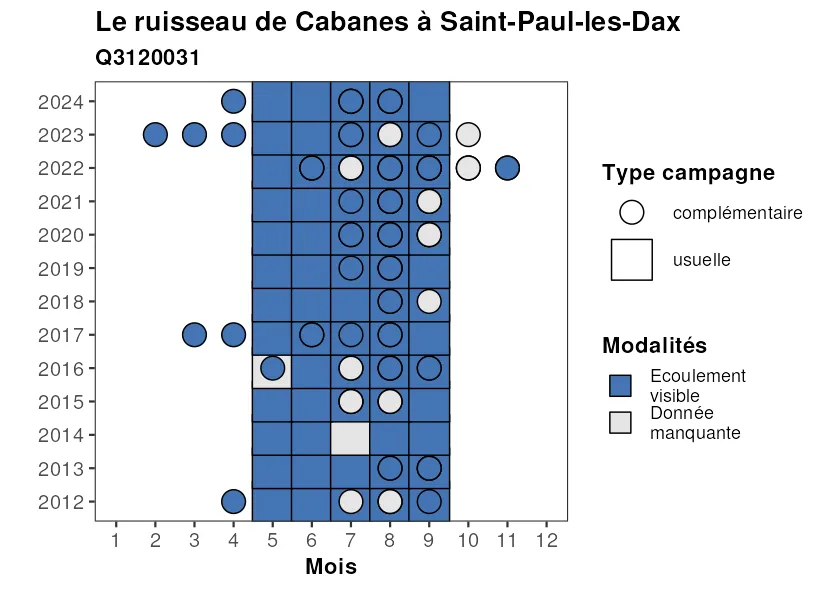 Le ruisseau de Cabanes à Saint-Paul-les-Dax
Q3120031
2024
2023
2022
2021
2020
2019
2018
2017
2016
2015
2014
2013
2012
1 2 3 4 5 6 7 8 9 10 11 12
Mois
Type campagne
complémentaire
usuelle
Modalités
Ecoulement
visible
Donnée
manquante